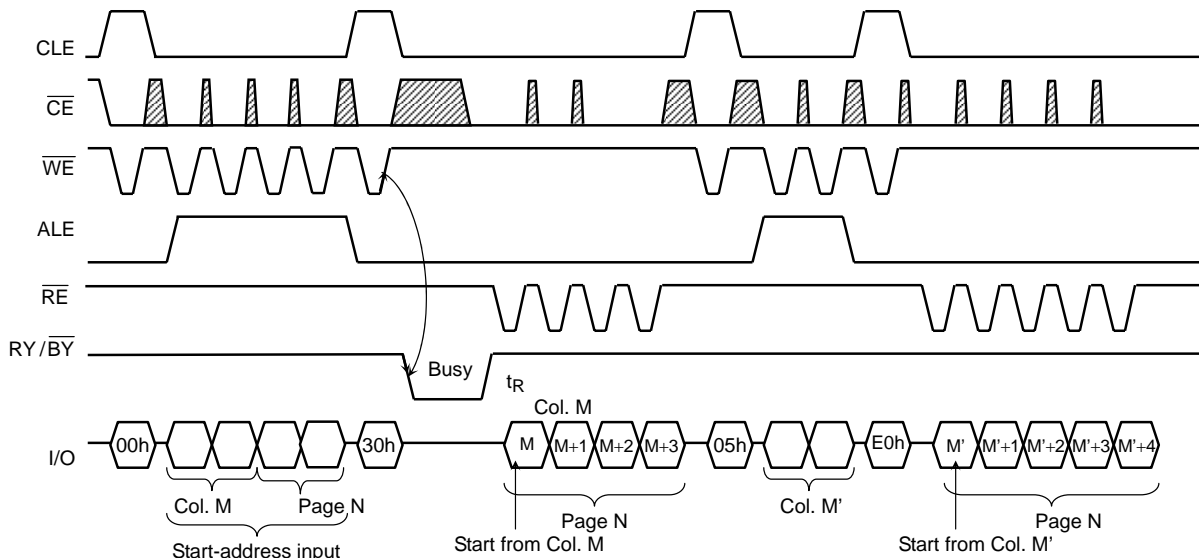 CLE
CE
WE
ALE
RE
RY/BY
Busy
tR
Col. M
I/O
00h
30h
M
M+1
M+2
M+3
05h
E0h
M'
M'+1
M'+2
M'+3
M'+4
Col. M
Page N
Start-address input
Page N
Start from Col. M
Col. M'
Page N
Start from Col. M'